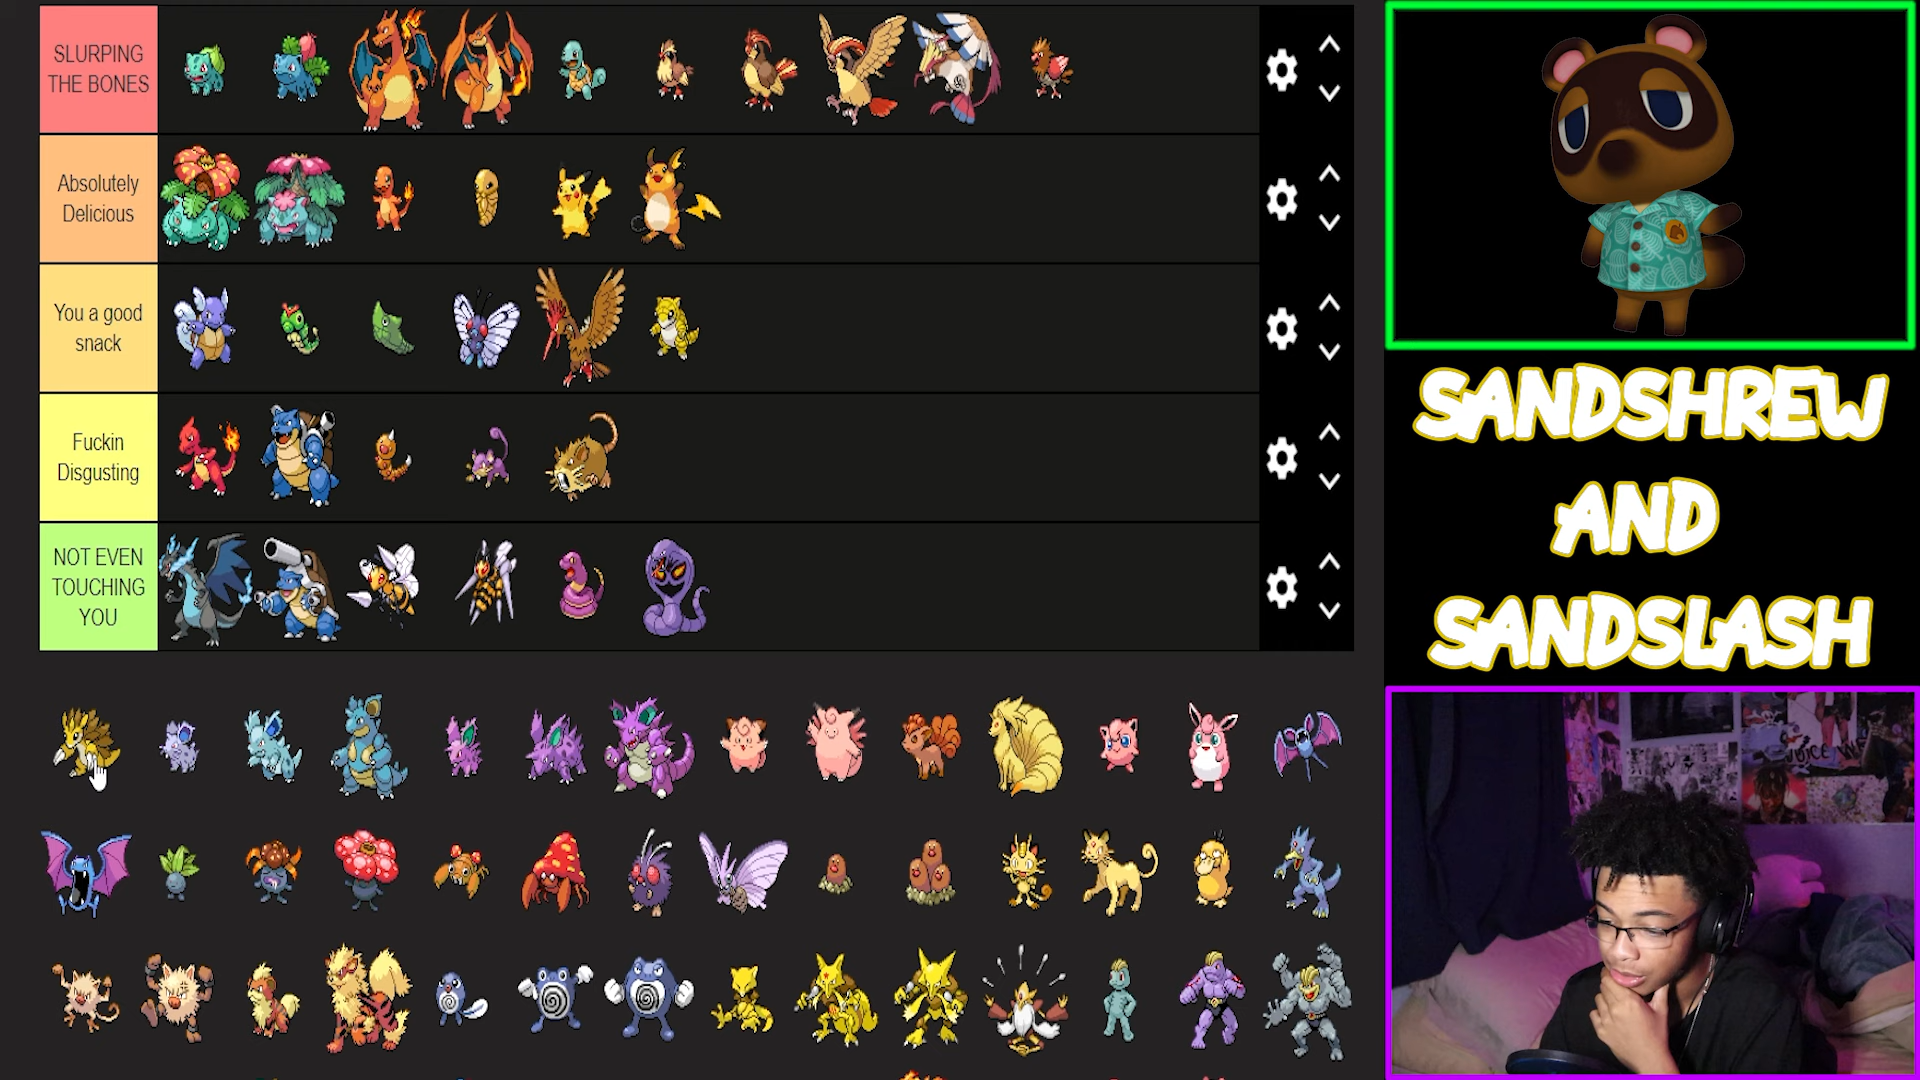 SLURPING
THE BONES
Absolutely
Delicious
You a good
snack
Fuckin
Disgusting
NOT EVEN
TOUCHING
YOU
SANDSHREW
AND
SANDSLASH